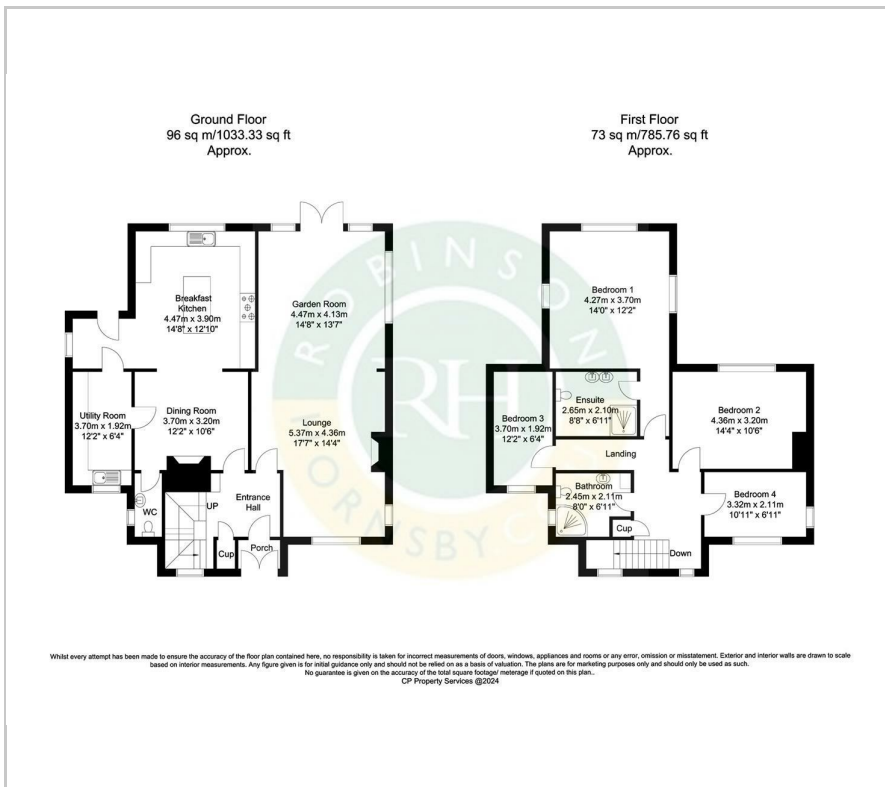 Ground Floor
96 sq m/1033.33 sq ft
Approx.
First Floor
73 sq m/785.76 sq ft
Approx.
Breakfast
Kitchen
4.47m x 3.90m
14'8" x 12'10"
Garden Room
4.47m x 4.13m
14'8" x 13'7"
Utility Room
3.70m x 1.92m
12'2" x 6'4"
Dining Room
3.70m x 3.20m
12'2" x 10'6"
Lounge
5.37m x 4.36m
17'7" x 14'4"
WC
UP
Entrance
Hall
Cup
Porch
Bedroom 1
4.27m x 3.70m
14'0" x 12'2"
Ensuite
2.65m x 2.10m
8'8" x 6'11"
Bedroom 3
3.70m x 1.92m
12'2" x 6'4"
Bedroom 2
4.36m x 3.20m
14'4" x 10'6"
Landing
Bathroom
2.45m x 2.11m
8'0" x 6'11"
Cup
Bedroom 4
3.32m x 2.11m
10'11" x 6'11"
Down
ROBINSON
RH
HORNSBY
Whilst every attempt has been made to ensure the accuracy of the floor plan contained here, no responsibility is taken for incorrect measurements of doors, windows, appliances and rooms or any error, omission or misstatement. Exterior and interior walls are drawn to scale
based on interior measurements. Any figure given is for initial guidance only and should not be relied on as a basis of valuation. The plans are for marketing purposes only and should only be used as such.
No guarantee is given on the accuracy of the total square footage/ meterage if quoted on this plan..
CP Property Services @2024